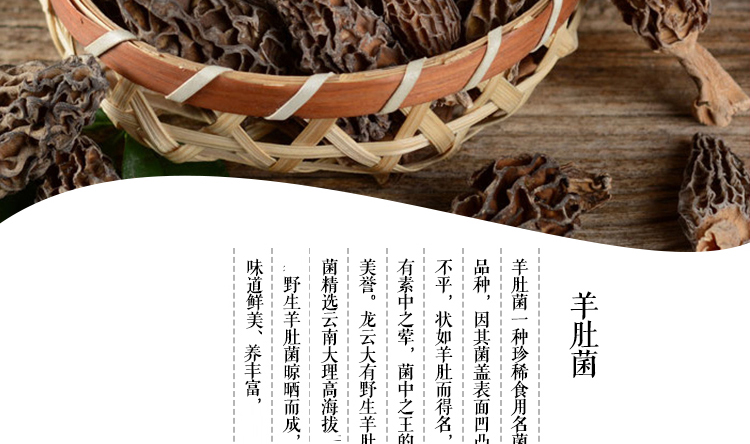 羊肚菌
羊肚菌一种珍稀食用名菌
品种，因其菌盖表面凹凸
不平，状如羊肚而得名，
有素中之荤，菌中之王的
美誉。龙云大有野生羊肚
菌精选云南大理高海拔
野生羊肚菌晾晒而成，
味道鲜美、养丰富，